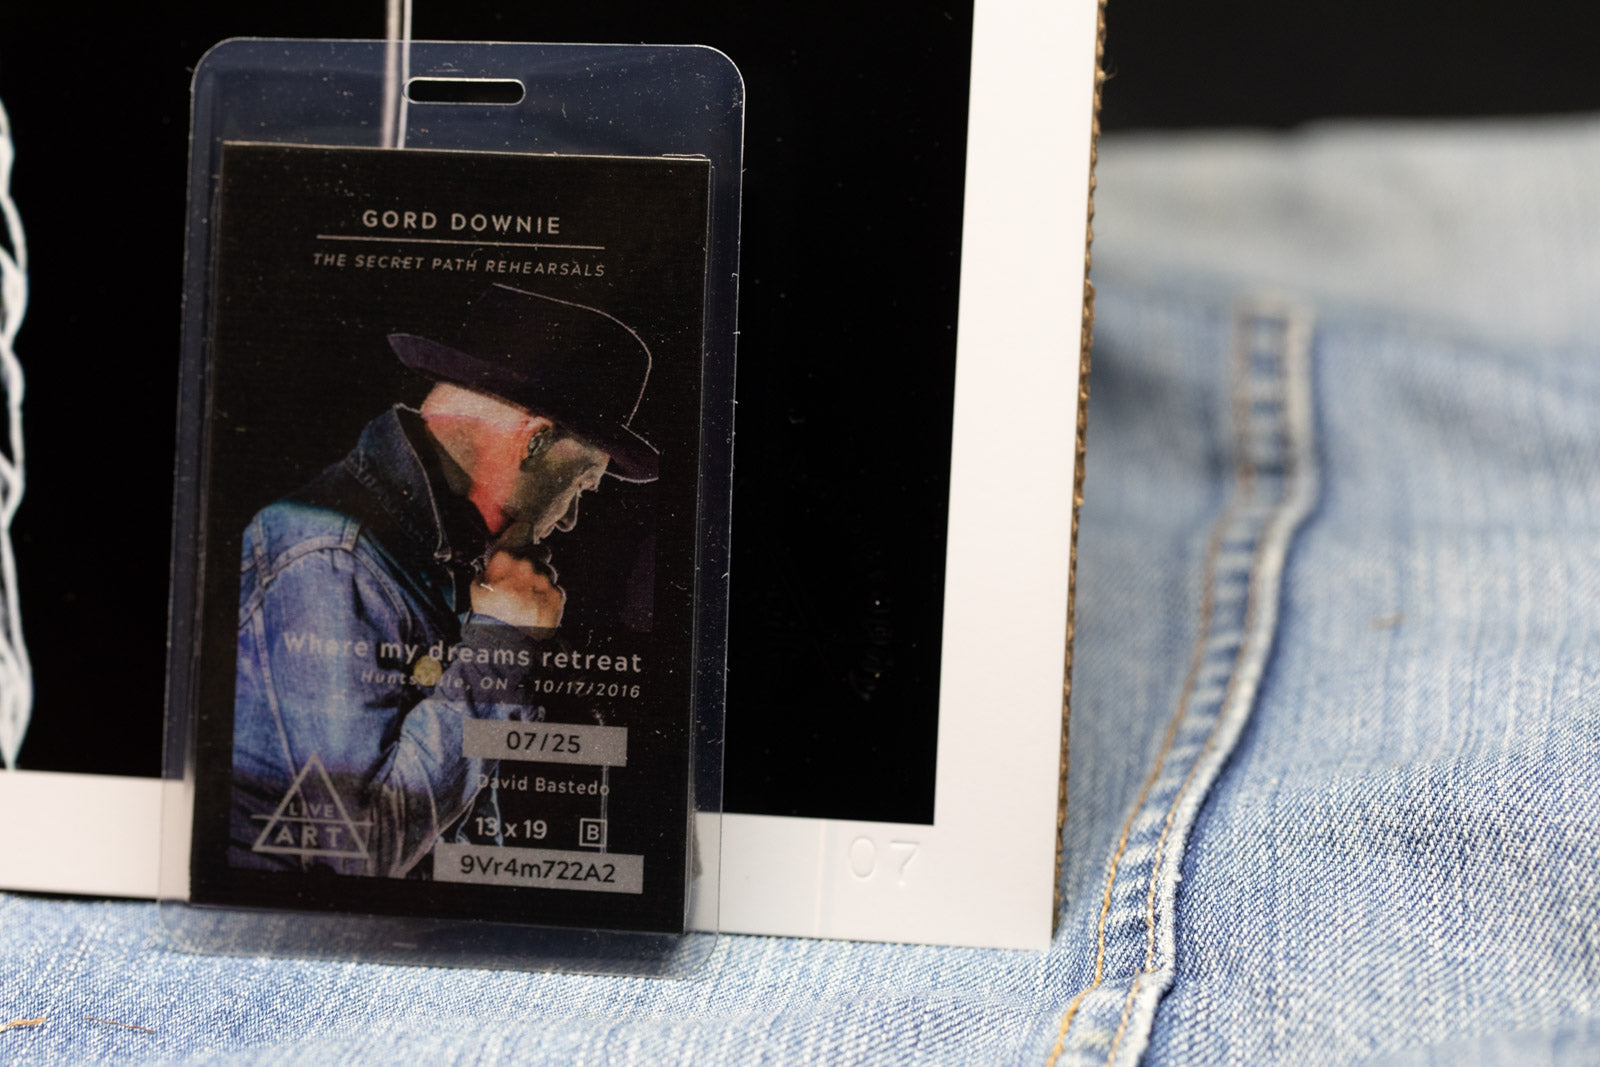 GORD DOWNIE
THE SECRET PATH REHEARSALS
Where my dreams retreat
Huntsville, ON - 10/17/2016
07/25
David Bastedo
LIVE
ART
13 x 19 B
9Vr4m722A2
07